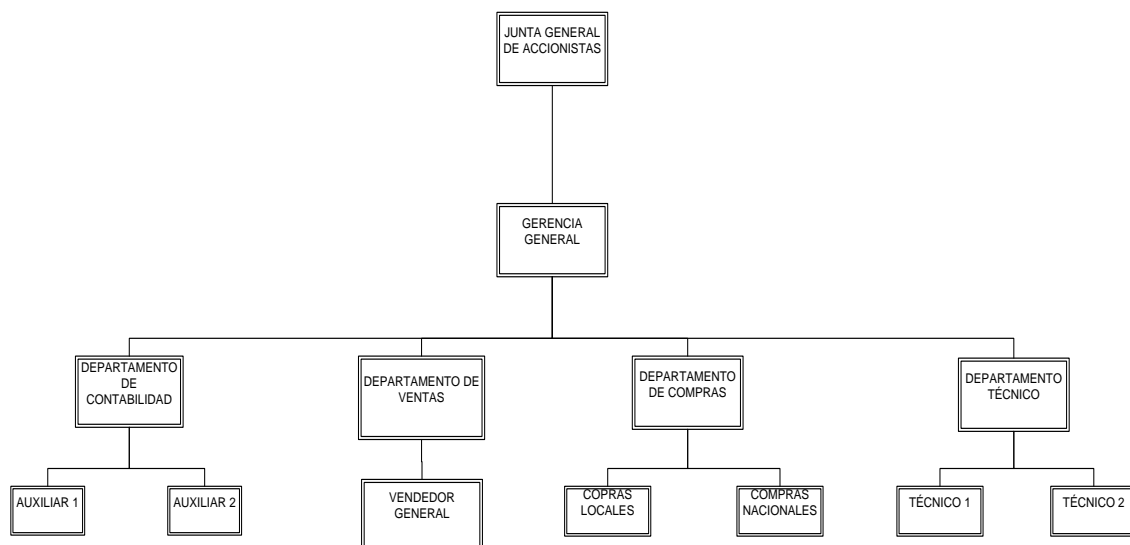 JUNTA GENERAL
DE ACCIONISTAS
GERENCIA
GENERAL
DEPARTAMENTO
DE
CONTABILIDAD
DEPARTAMENTO DE
VENTAS
DEPARTAMENTO
DE COMPRAS
DEPARTAMENTO
TÉCNICO
AUXILIAR 1
AUXILIAR 2
VENDEDOR
GENERAL
COPRAS
LOCALES
COMPRAS
NACIONALES
TÉCNICO 1
TÉCNICO 2